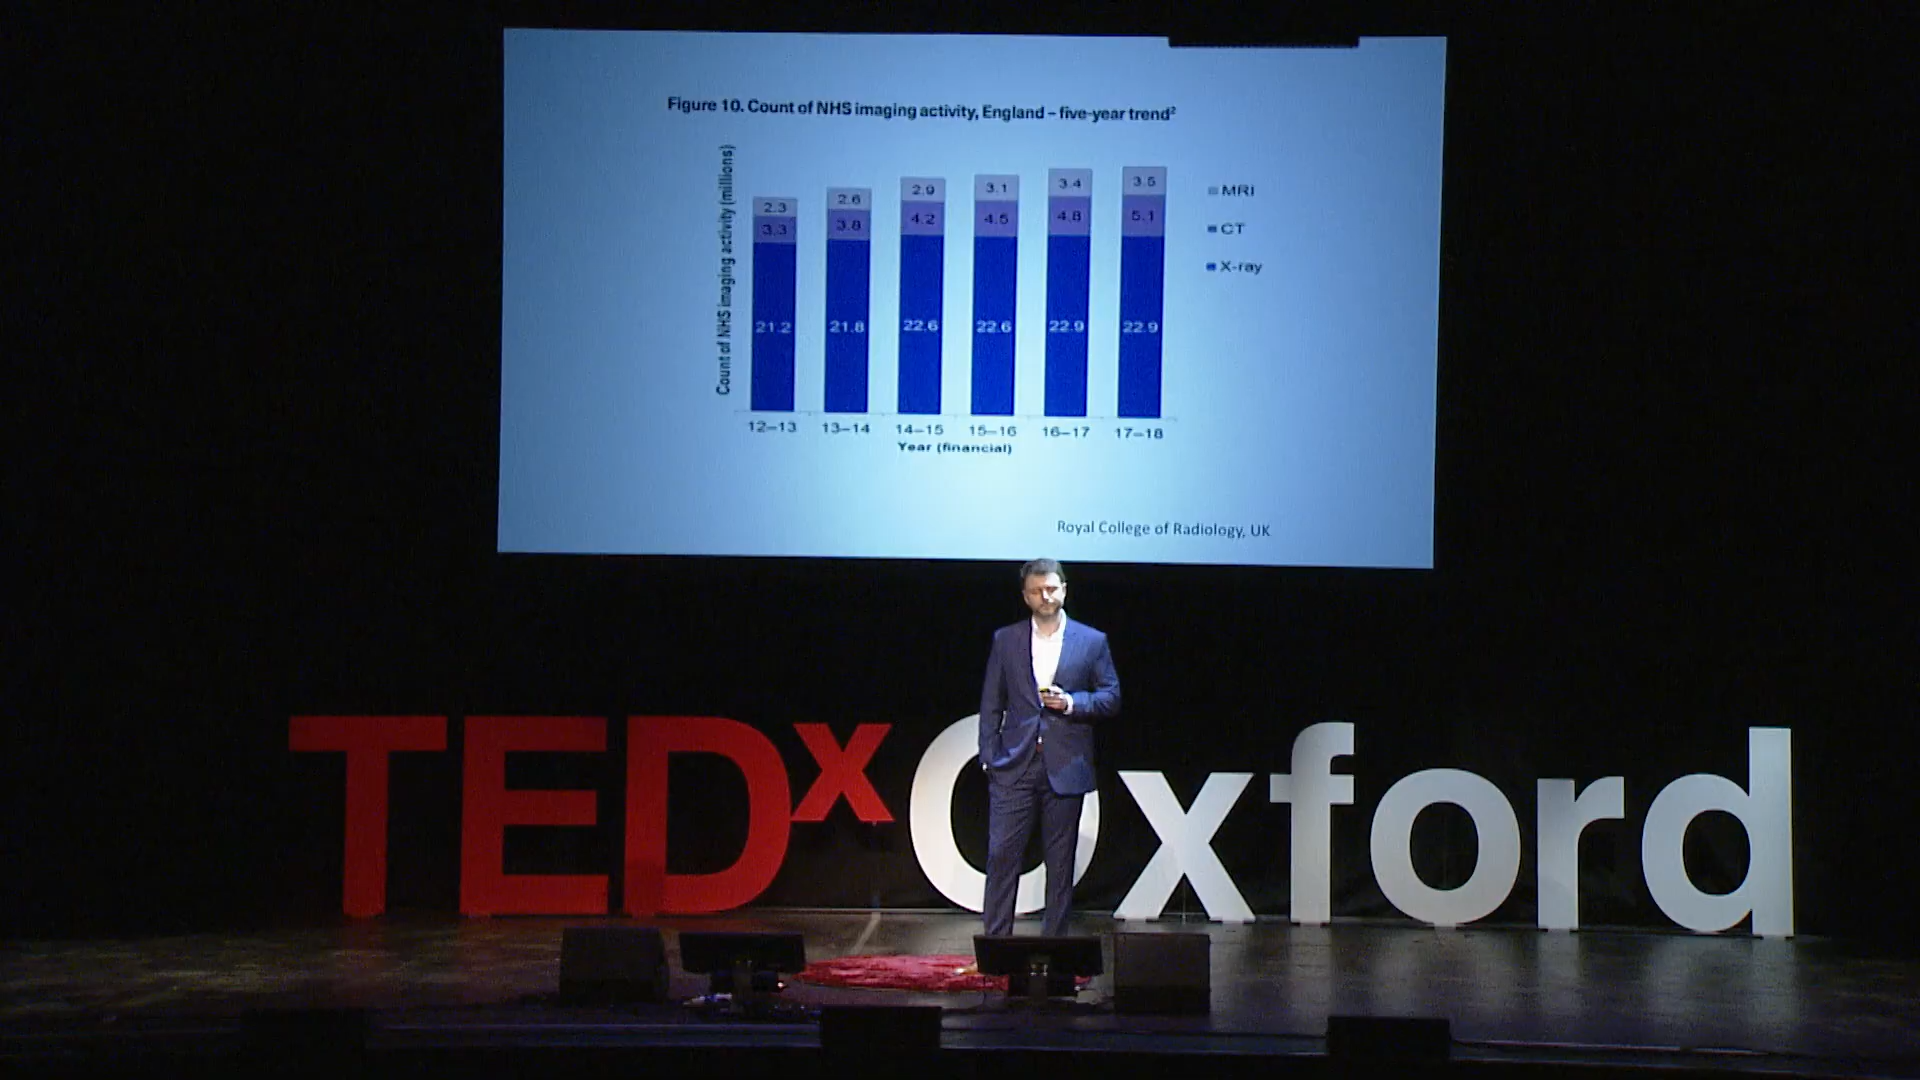 Figure 10. Count of NHS imaging activity, England – five-year trend²
Count of NHS imaging activity (millions)
2.3 2.6 2.9 3.1 3.4 3.5
3.3 3.8 4.2 4.5 4.8 5.1
21.2 21.8 22.6 22.6 22.9 22.9
MRI
CT
X-ray
12–13 13–14 14–15 15–16 16–17 17–18
Year (financial)
Royal College of Radiology, UK
TEDxOxford